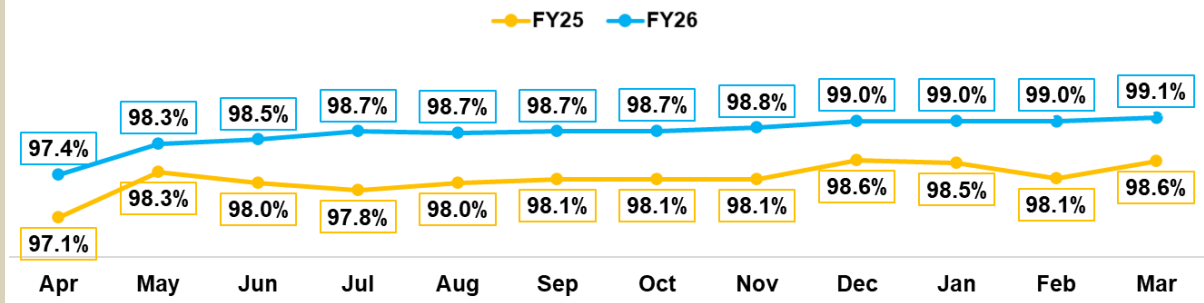 FY25 FY26
97.4% 98.3% 98.5% 98.7% 98.7% 98.7% 98.7% 98.8% 99.0% 99.0% 99.0% 99.1%
97.1% 98.3% 98.0% 97.8% 98.0% 98.1% 98.1% 98.1% 98.6% 98.5% 98.1% 98.6%
Apr May Jun Jul Aug Sep Oct Nov Dec Jan Feb Mar